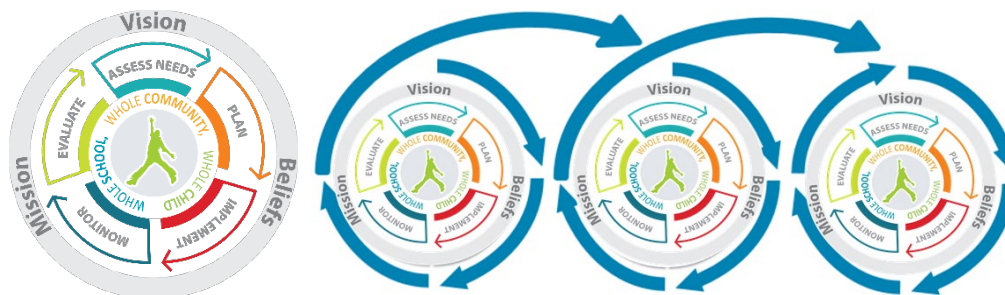 Vision
ASSESS NEEDS
PLAN
IMPLEMENT
MONITOR
EVALUATE
WHOLE COMMUNITY,
WHOLE CHILD
WHOLE SCHOOL,
Beliefs
Mission
Vision
ASSESS NEEDS
PLAN
IMPLEMENT
MONITOR
EVALUATE
WHOLE COMMUNITY,
WHOLE CHILD
WHOLE SCHOOL,
Beliefs
Mission
Vision
ASSESS NEEDS
PLAN
IMPLEMENT
MONITOR
EVALUATE
WHOLE COMMUNITY,
WHOLE CHILD
WHOLE SCHOOL,
Beliefs
Mission
Vision
ASSESS NEEDS
PLAN
IMPLEMENT
MONITOR
EVALUATE
WHOLE COMMUNITY,
WHOLE CHILD
WHOLE SCHOOL,
Beliefs
Mission